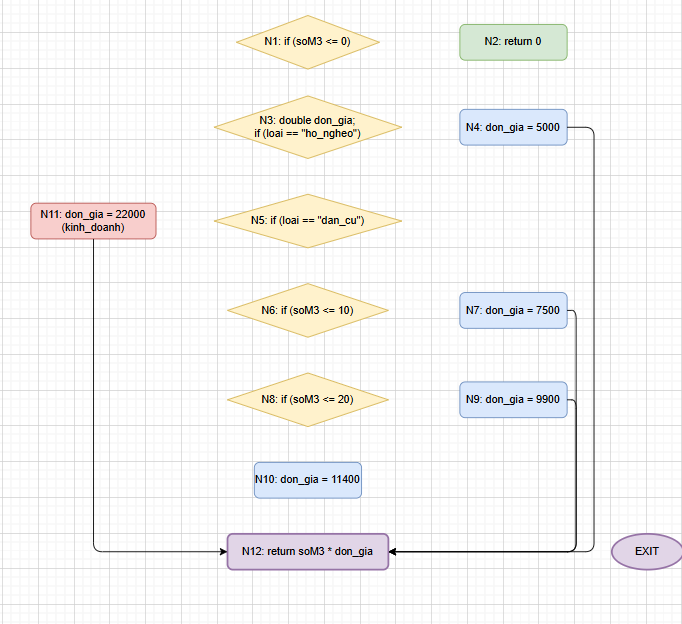 N1: if (soM3 <= 0)
N2: return 0
N3: double don_gia;
if (loai == "ho_ngheo")
N4: don_gia = 5000
N11: don_gia = 22000
(kinh_doanh)
N5: if (loai == "dan_cu")
N6: if (soM3 <= 10)
N7: don_gia = 7500
N8: if (soM3 <= 20)
N9: don_gia = 9900
N10: don_gia = 11400
N12: return soM3 * don_gia
EXIT